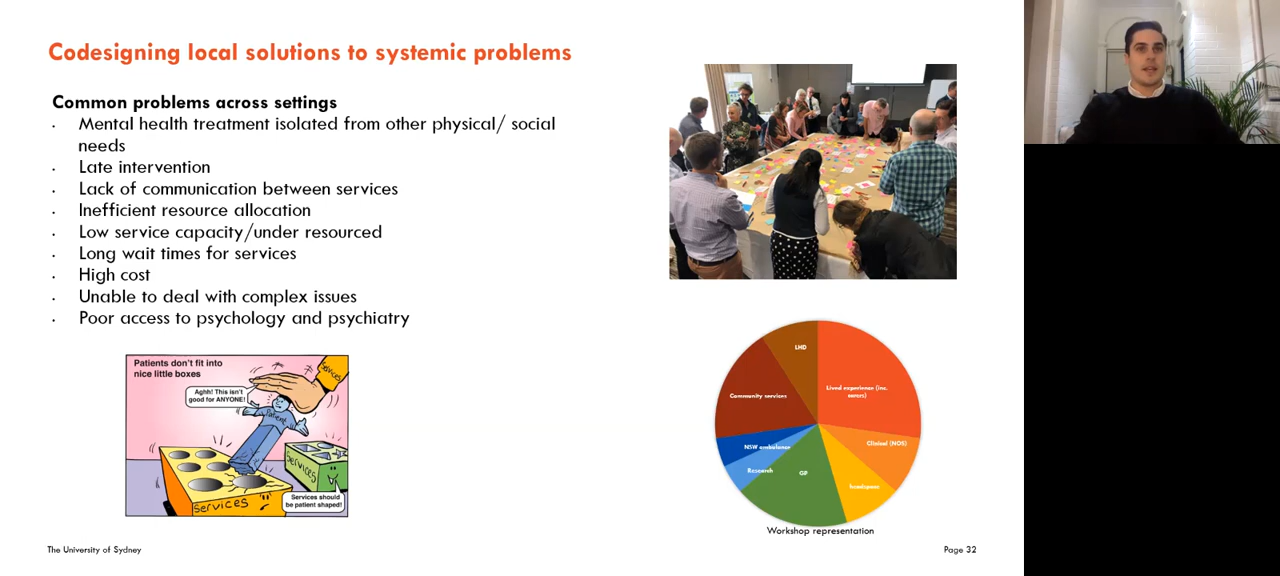 Codesigning local solutions to systemic problems
Common problems across settings
· Mental health treatment isolated from other physical/ social
needs
· Late intervention
· Lack of communication between services
· Inefficient resource allocation
· Low service capacity/under resourced
· Long wait times for services
· High cost
· Unable to deal with complex issues
· Poor access to psychology and psychiatry
Patients don't fit into
nice little boxes
Services
Aghh! This isn't
good for ANYONE!
Patient
Services
Services
Services should
be patient shaped!
LHD
Lived experience (inc.
carers)
Community services
Clinical (NOS)
NSW ambulance
Research
GP
headspace
Workshop representation
The University of Sydney
Page 32